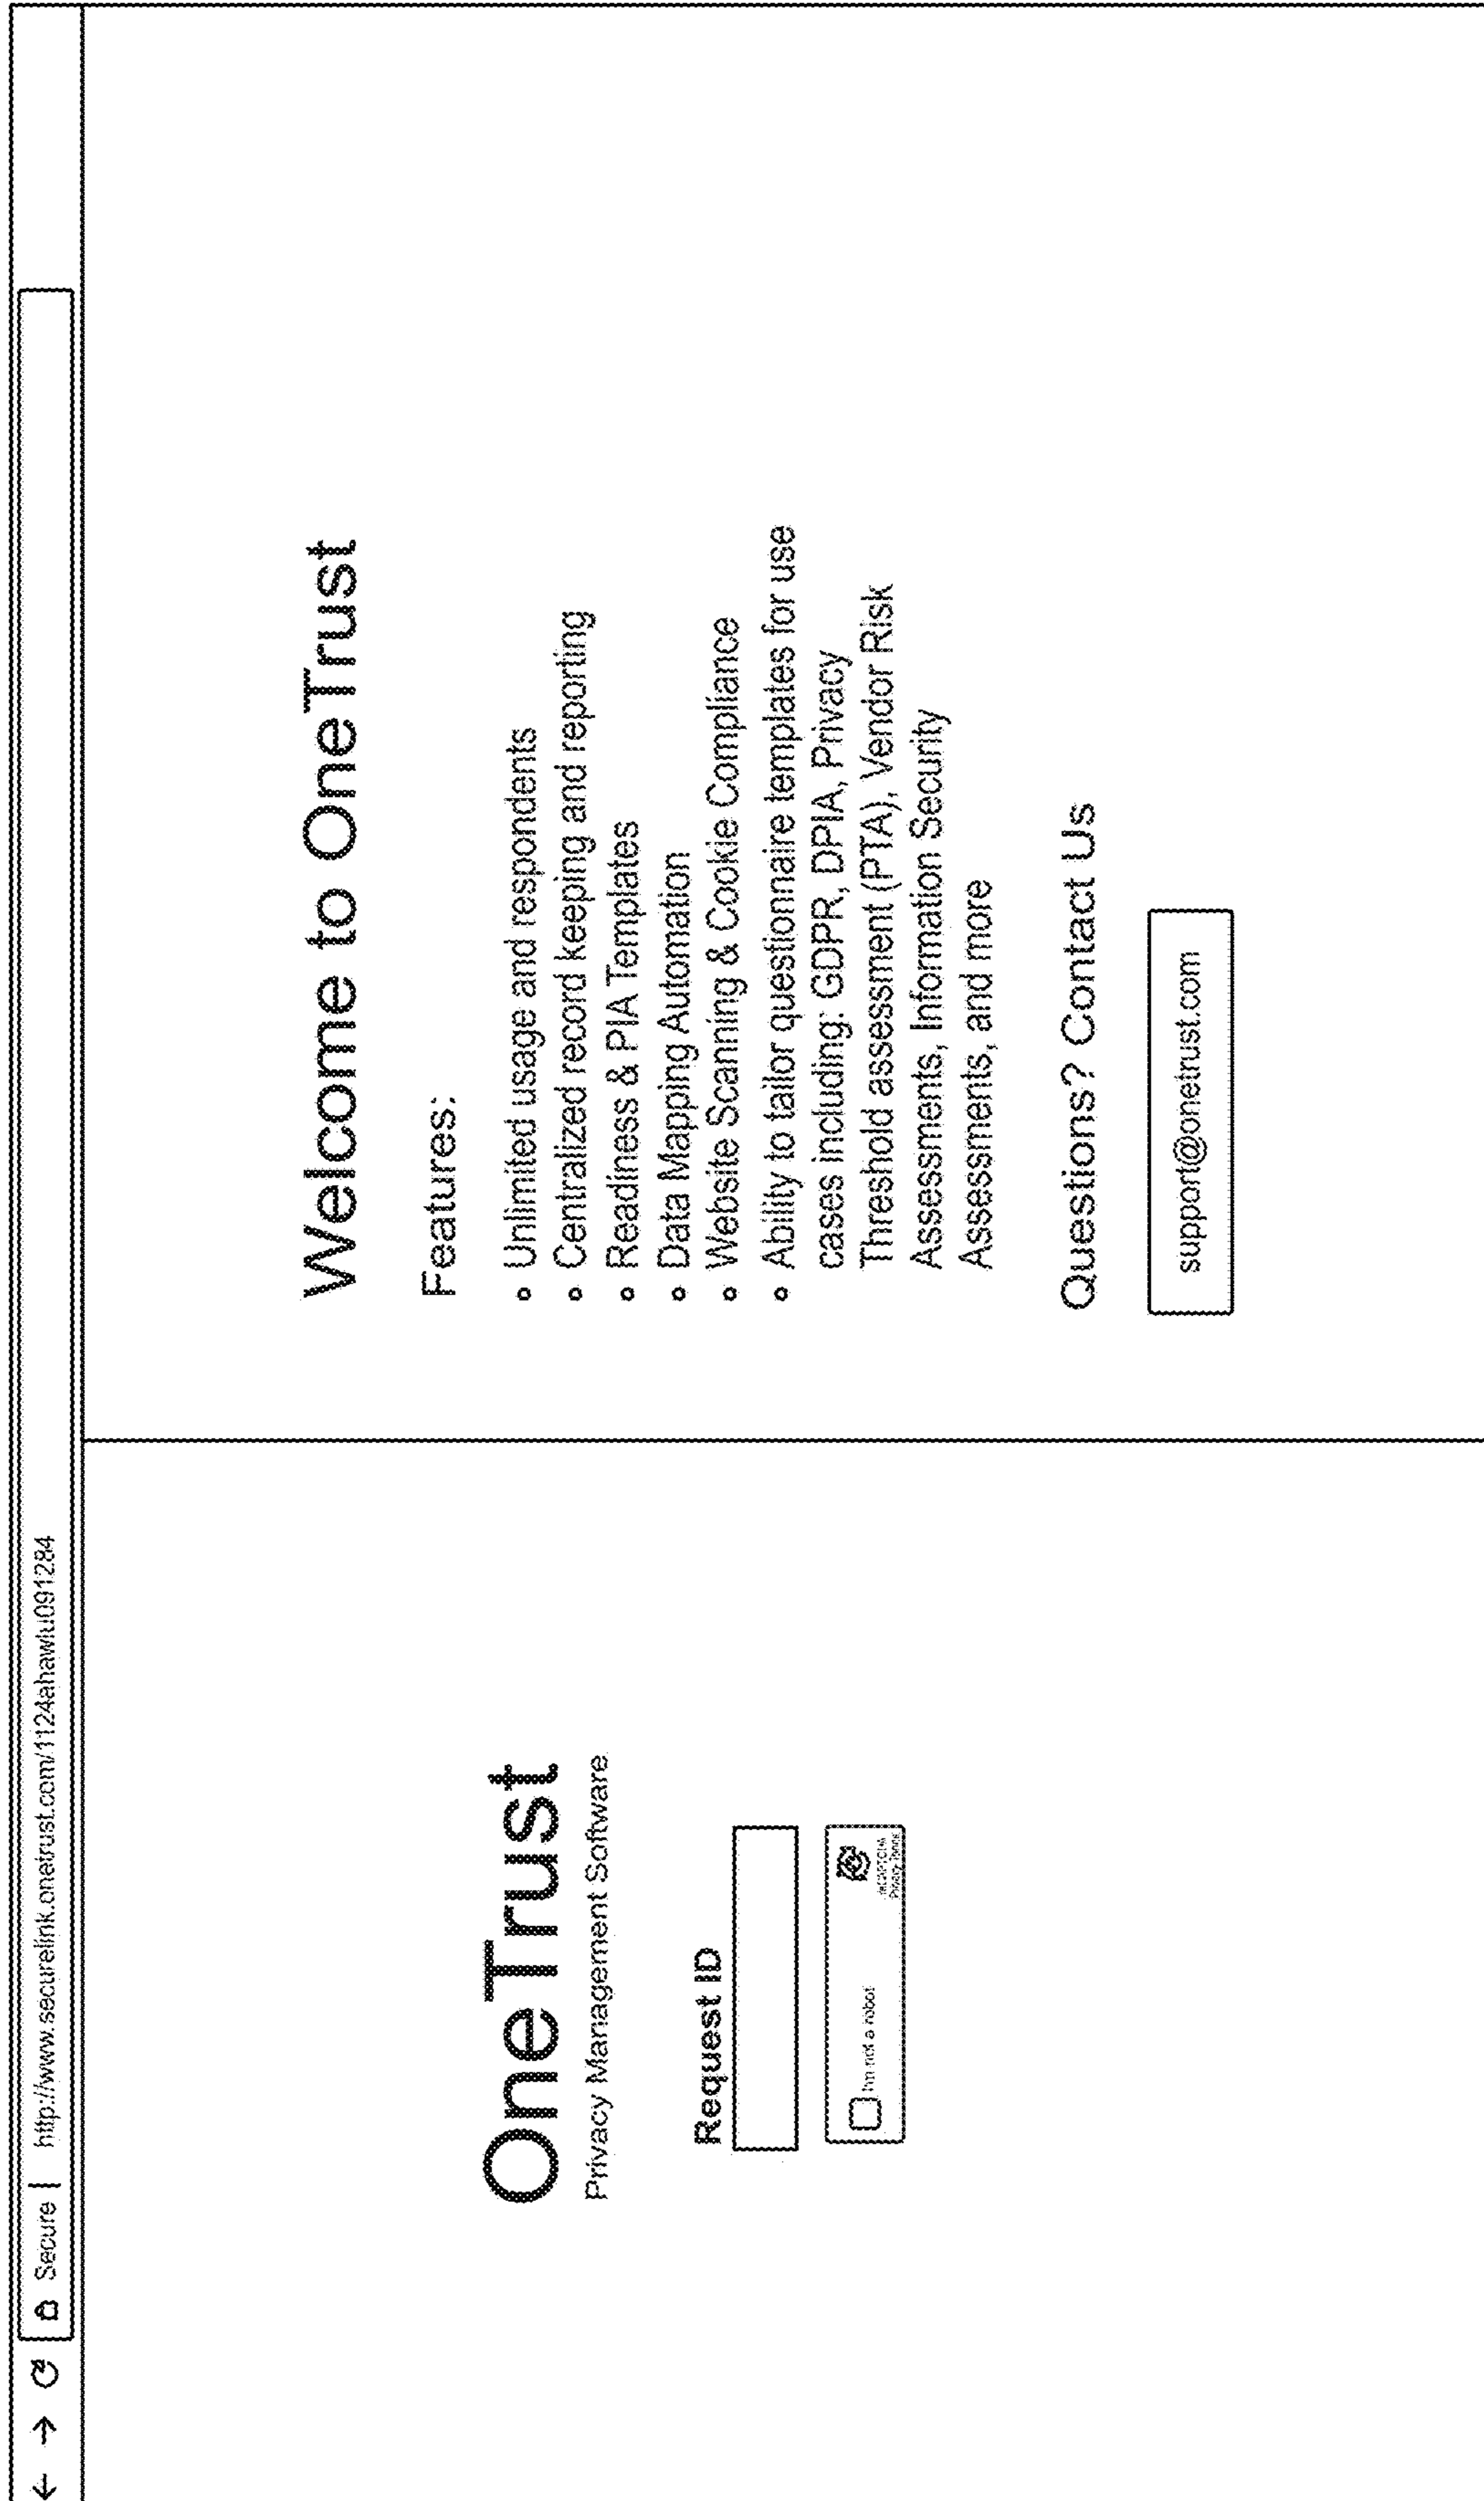 Secure | http://www.securelink.onetrust.com/1124ahawlu091284
OneTrust
Privacy Management Software
Request ID
I'm not a robot
reCAPTCHA
Privacy - Terms
Welcome to OneTrust
Features:
Unlimited usage and respondents
Centralized record keeping and reporting
Readiness & PIA Templates
Data Mapping Automation
Website Scanning & Cookie Compliance
Ability to tailor questionnaire templates for use
cases including: GDPR, DPIA, Privacy
Threshold assessment (PTA), Vendor Risk
Assessments, Information Security
Assessments, and more
Questions? Contact Us
support@onetrust.com